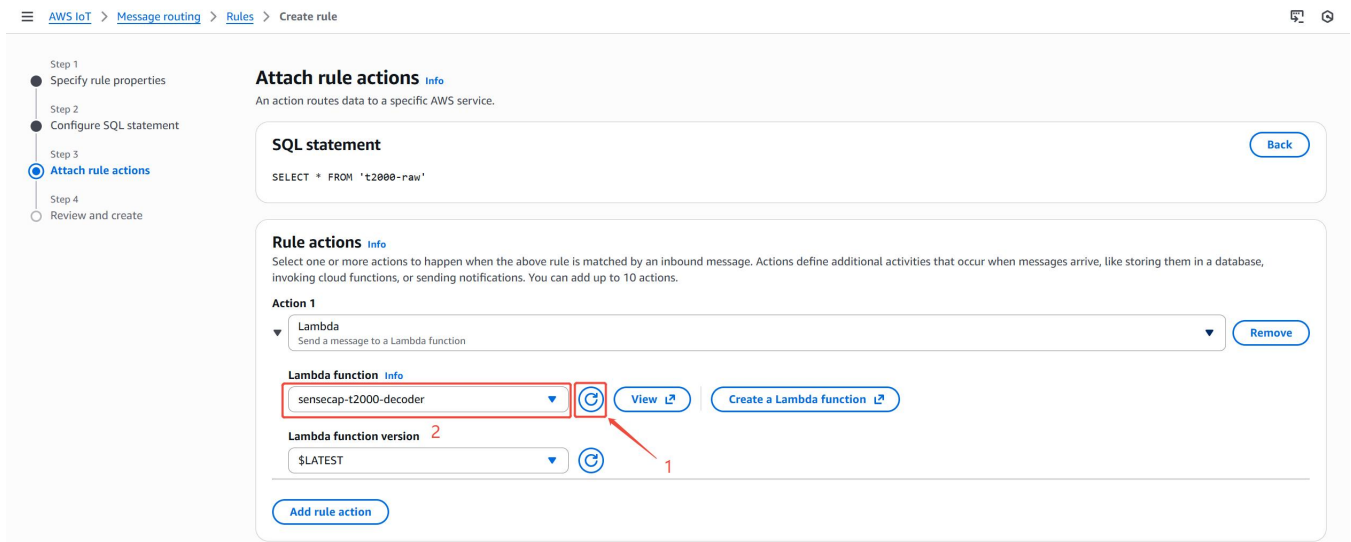 AWS IoT > Message routing > Rules > Create rule
Step 1
Specify rule properties
Step 2
Configure SQL statement
Step 3
Attach rule actions
Step 4
Review and create
Attach rule actions Info
An action routes data to a specific AWS service.
SQL statement
Back
SELECT * FROM 't2000-raw'
Rule actions Info
Select one or more actions to happen when the above rule is matched by an inbound message. Actions define additional activities that occur when messages arrive, like storing them in a database,
invoking cloud functions, or sending notifications. You can add up to 10 actions.
Action 1
Lambda
Send a message to a Lambda function
Remove
Lambda function Info
sensecap-t2000-decoder
View
Create a Lambda function
Lambda function version
2
$LATEST
1
Add rule action